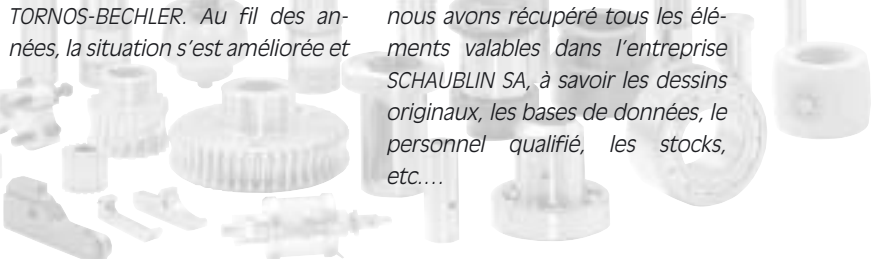 TORNOS-BECHLER. Au fil des an-
nées, la situation s’est améliorée et
nous avons récupéré tous les élé-
ments valables dans l’entreprise
SCHAUBLIN SA, à savoir les dessins
originaux, les bases de données, le
personnel qualifié, les stocks,
etc.…